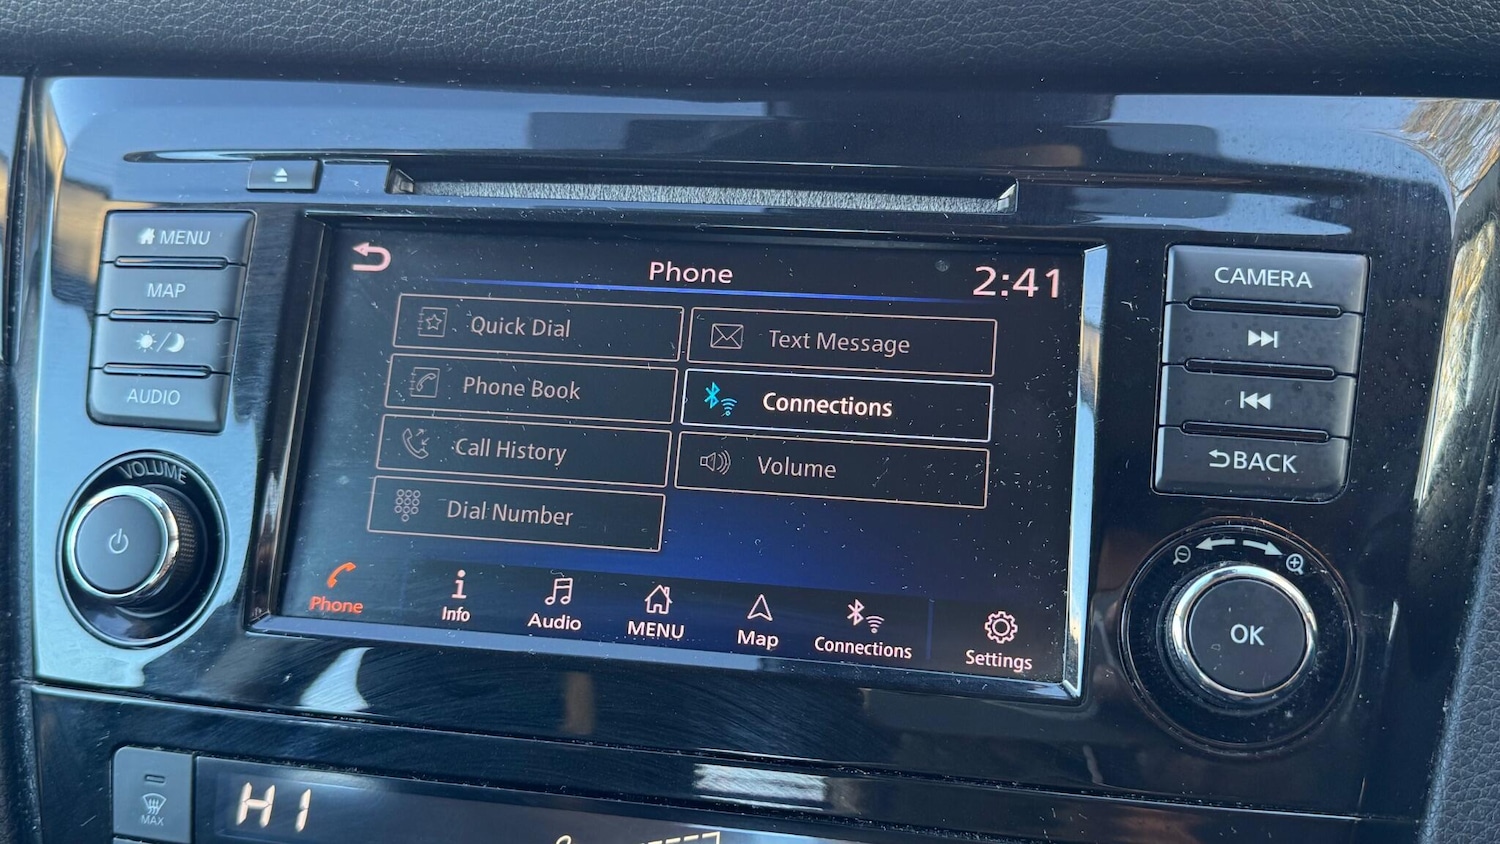 MENU
MAP
AUDIO
VOLUME
Phone
2:41
Quick Dial
Text Message
Phone Book
Connections
Call History
Volume
Dial Number
Phone
Info
Audio
MENU
Map
Connections
Settings
CAMERA
BACK
OK
MAX
HI